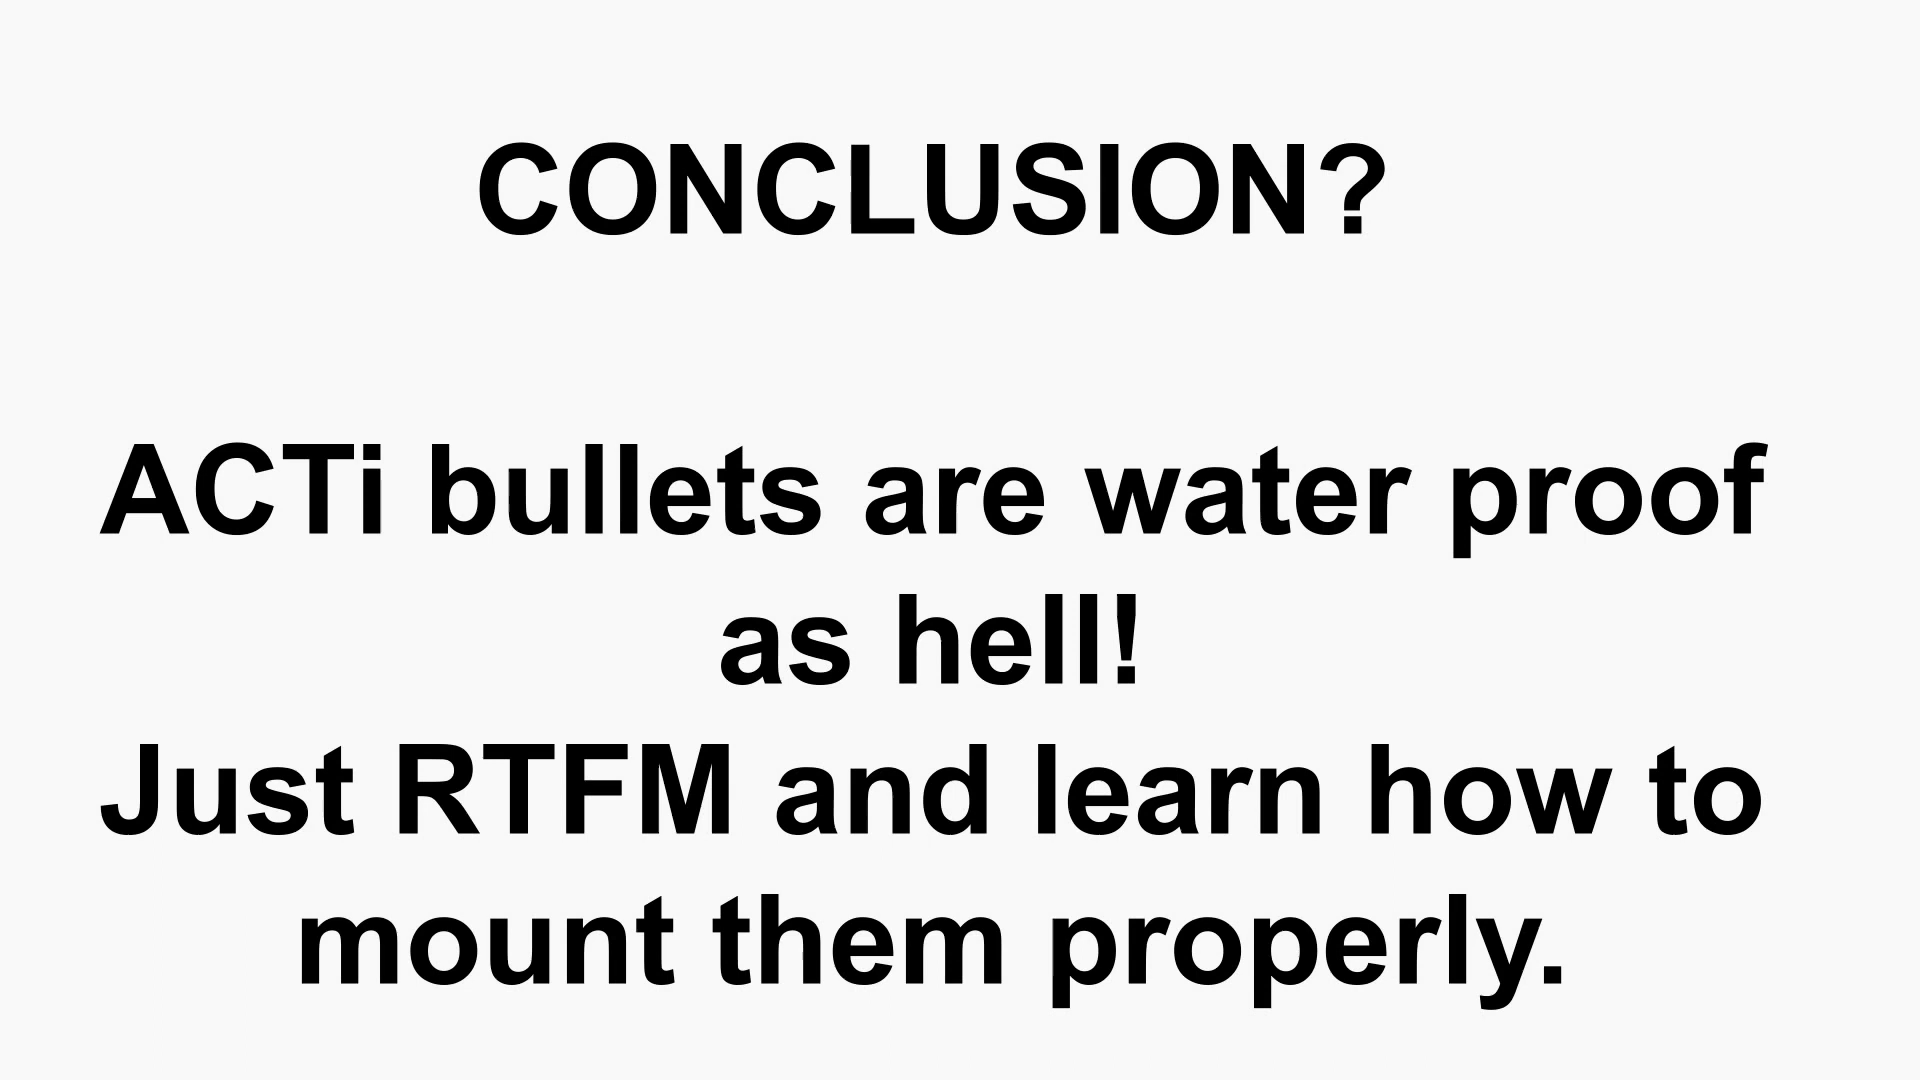 CONCLUSION?
ACTi bullets are water proof
as hell!
Just RTFM and learn how to
mount them properly.